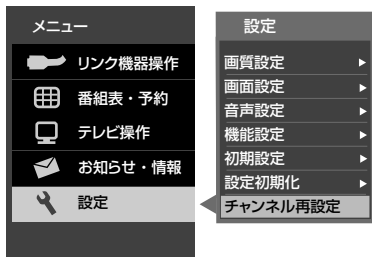 メニュー
リンク機器操作
番組表・予約
テレビ操作
お知らせ・情報
設定
設定
画質設定
画面設定
音声設定
機能設定
初期設定
設定初期化
チャンネル再設定